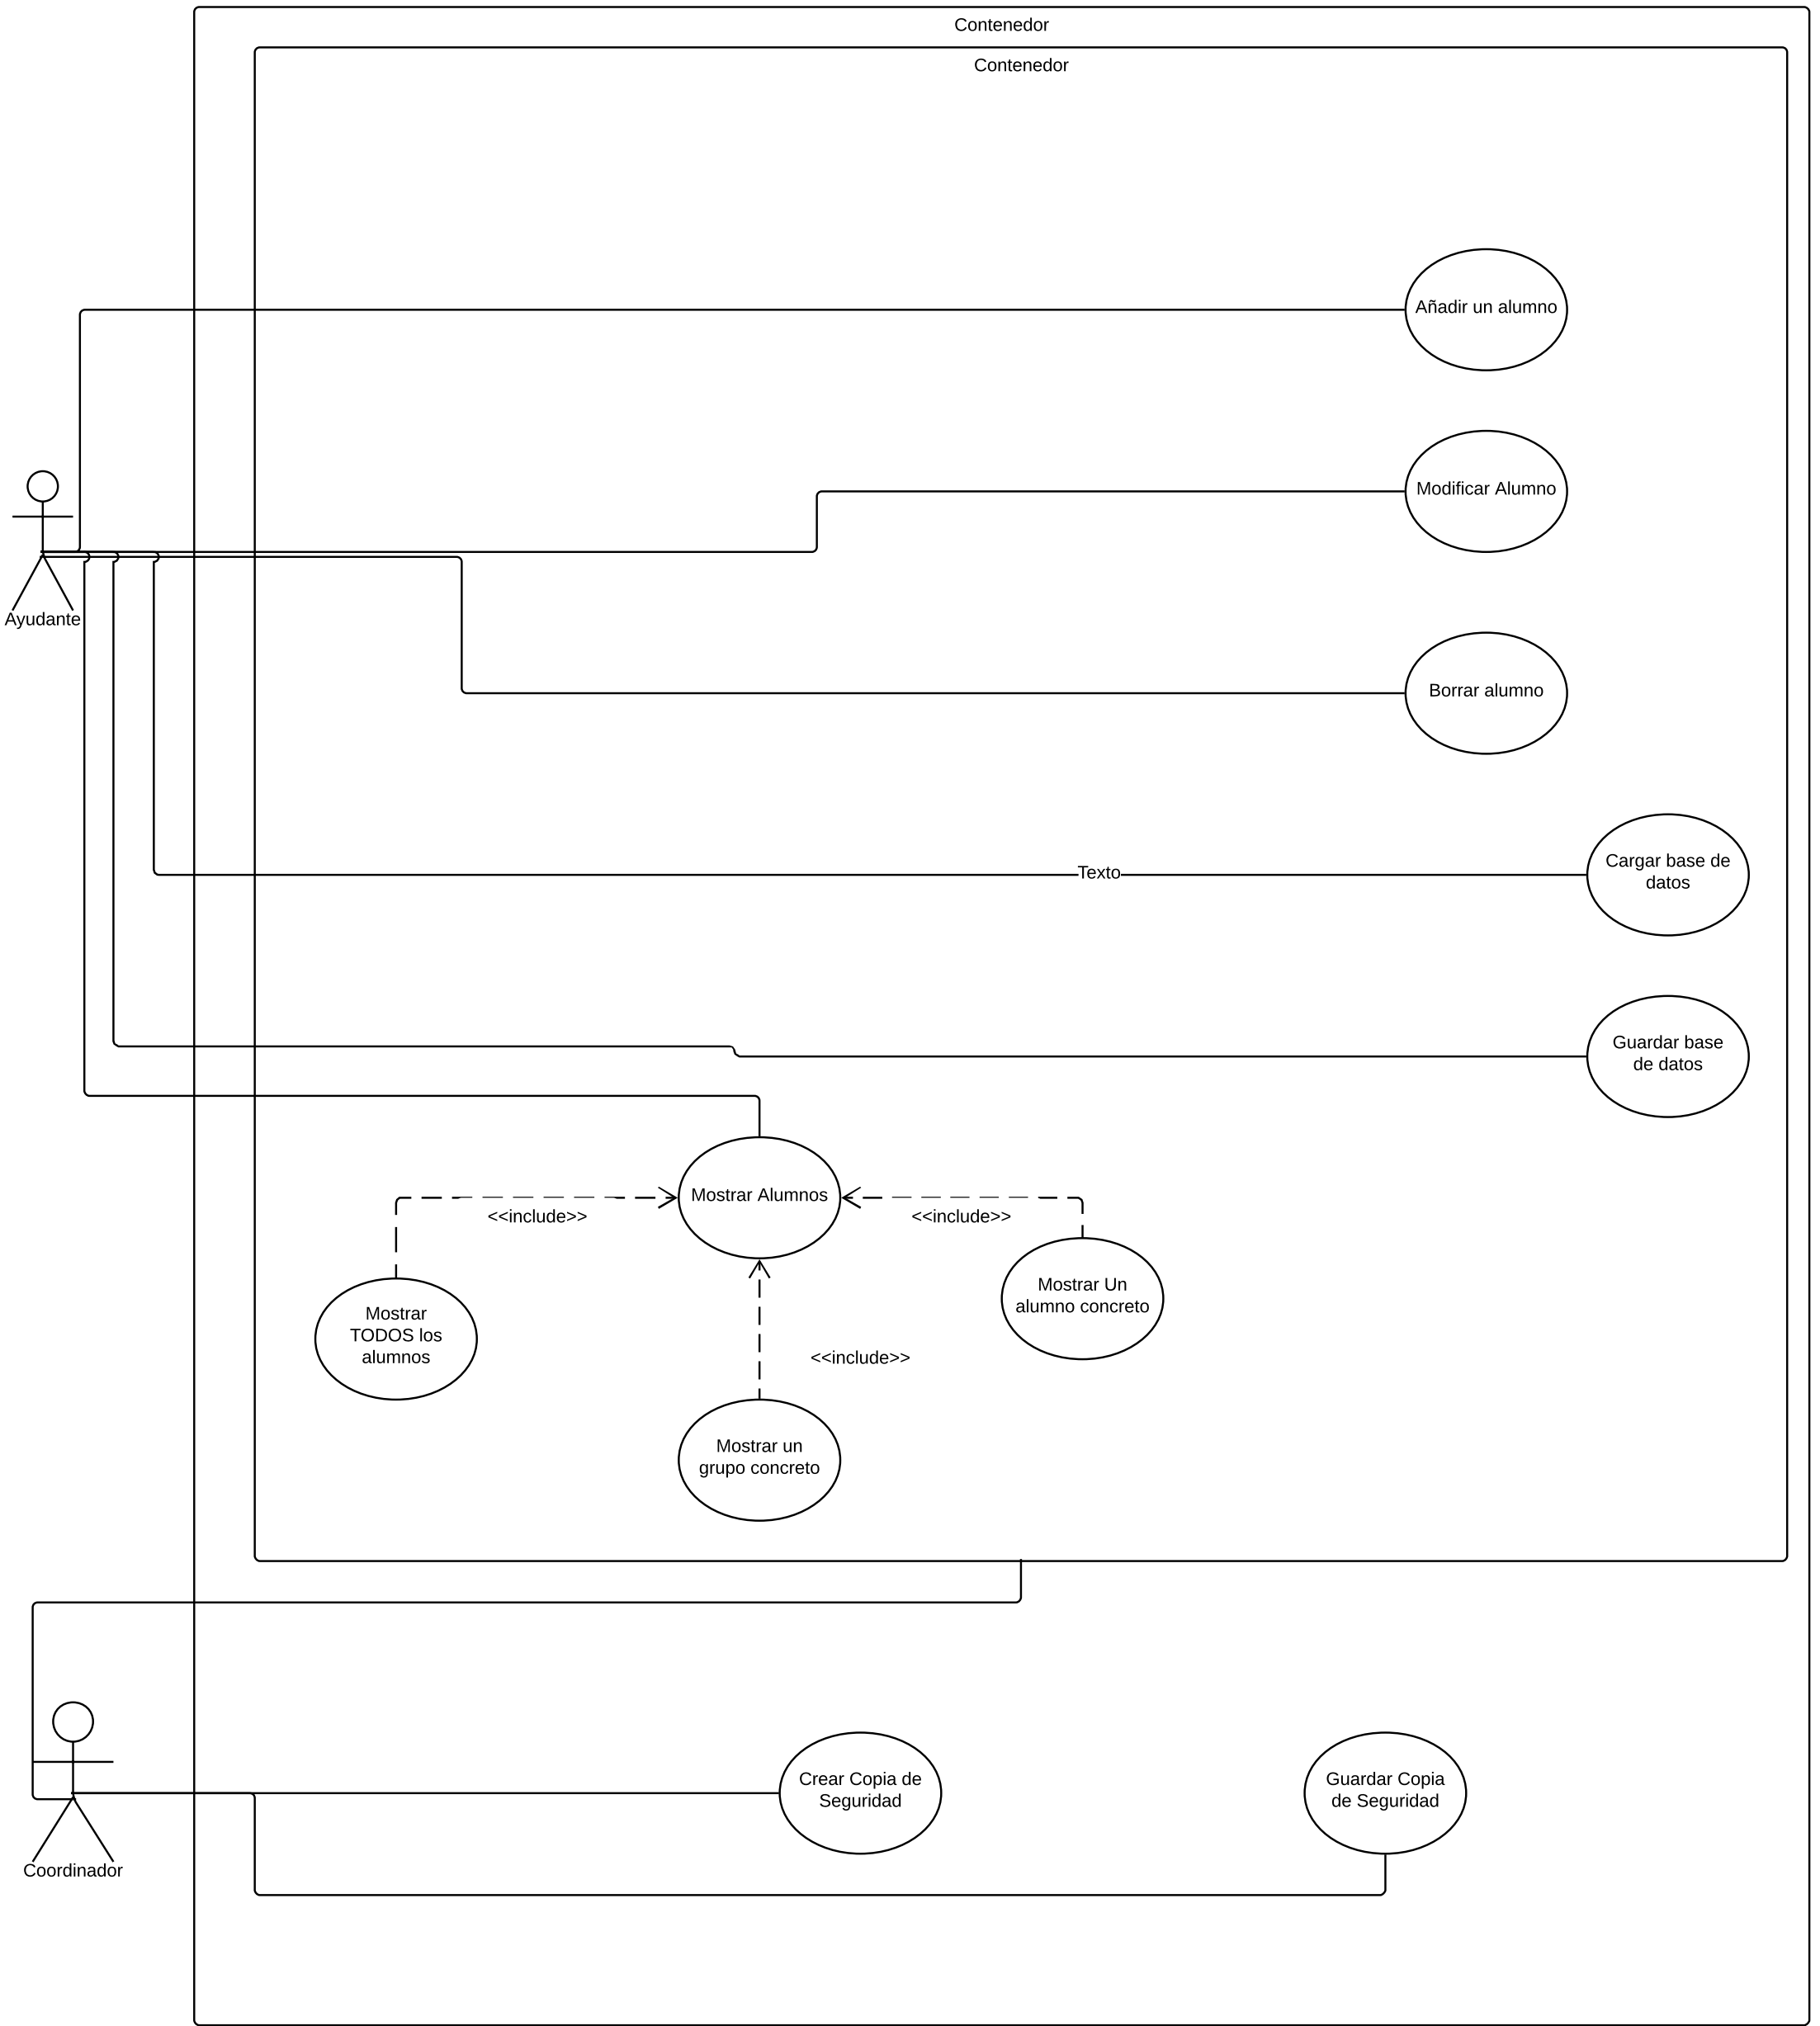 Contenedor
Contenedor
Añadir un alumno
Modificar Alumno
Ayudante
Borrar alumno
Texto
Cargar base de
datos
Guardar base
de datos
Mostrar Alumnos
<<include>>
<<include>>
Mostrar
TODOS los
alumnos
Mostrar Un
alumno concreto
<<include>>
Mostrar un
grupo concreto
Coordinador
Crear Copia de
Seguridad
Guardar Copia
de Seguridad